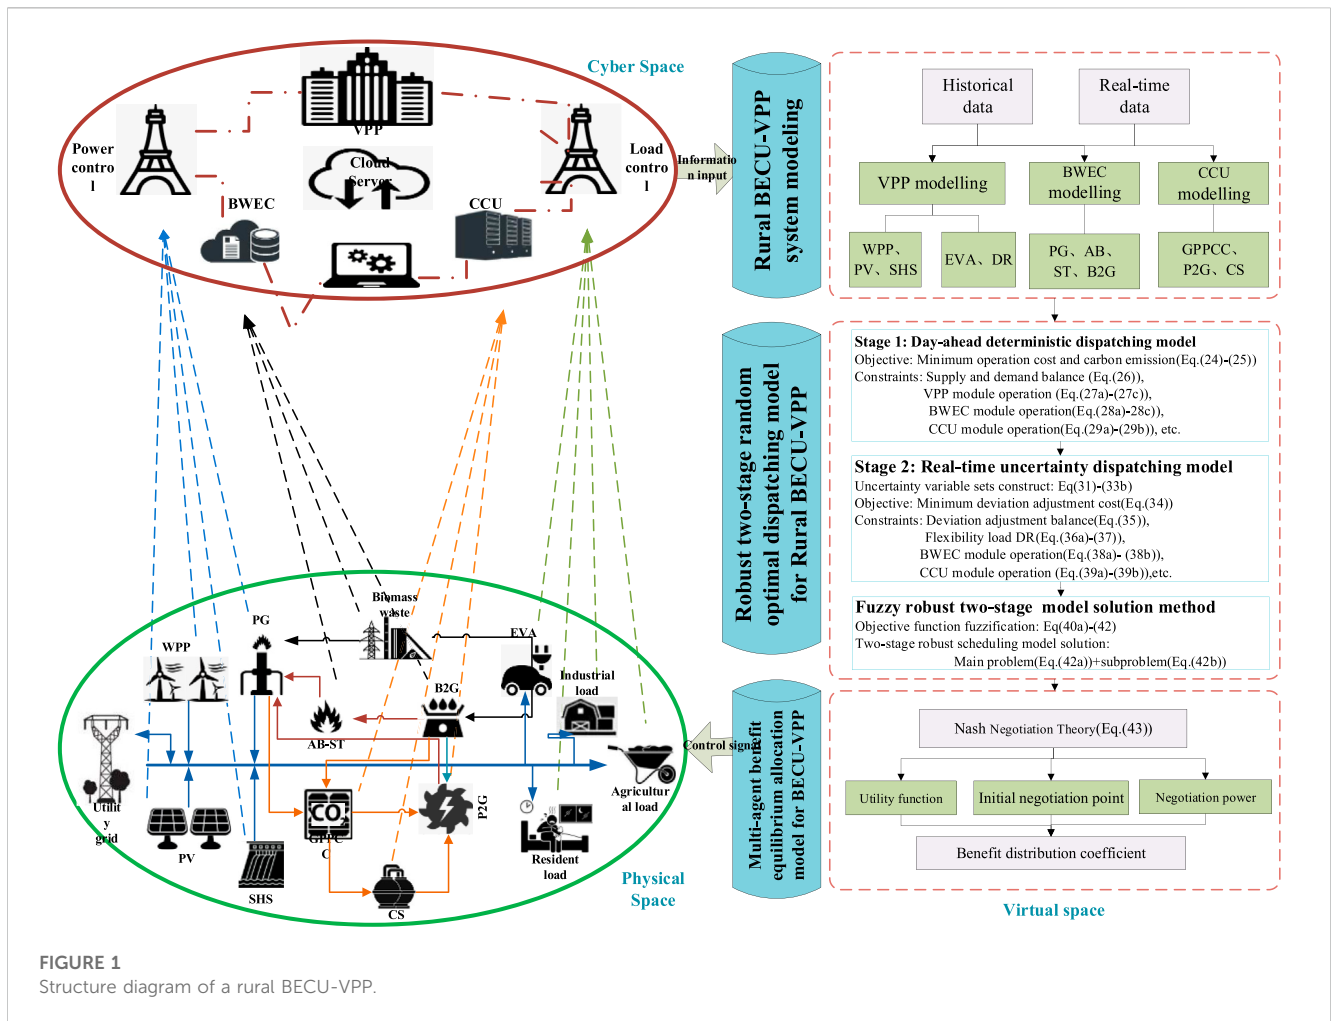 Cyber Space
VPP
Power
contro
l
Load
contro
l
Cloud
Server
BWEC
CCU
Informatio
n input
Rural BECU-VPP
system modeling
Historical
data
Real-time
data
VPP modelling
BWEC
modelling
CCU
modelling
WPP、
PV、SHS
EVA、DR
PG、AB、
ST、B2G
GPPCC、
P2G、CS
Robust two-stage random
optimal dispatching model
for Rural BECU-VPP
Stage 1: Day-ahead deterministic dispatching model
Objective: Minimum operation cost and carbon emission(Eq.(24)-(25))
Constraints: Supply and demand balance (Eq.(26)),
VPP module operation (Eq.(27a)-(27c)),
BWEC module operation(Eq.(28a)-28c)),
CCU module operation(Eq.(29a)-(29b)), etc.
Stage 2: Real-time uncertainty dispatching model
Uncertainty variable sets construct: Eq(31)-(33b)
Objective: Minimum deviation adjustment cost(Eq.(34)
Constraints: Deviation adjustment balance(Eq.(35)),
Flexibility load DR(Eq.(36a)-(37)),
BWEC module operation(Eq.(38a)- (38b)),
CCU module operation (Eq.(39a)-(39b)),etc.
Fuzzy robust two-stage model solution method
Objective function fuzzification: Eq(40a)-(42)
Two-stage robust scheduling model solution:
Main problem(Eq.(42a))+subproblem(Eq.(42b))
Biomass
waste
PG
WPP
EVA
B2G
Industrial
load
AB-ST
Utilit
y grid
PV
SHS
GPPC
C
CO2
CS
P2G
Resident
load
Agricultur
al load
Physical
Space
Control signal
Multi-agent benefit
equilibrium allocation
model for BECU-VPP
Nash Negotiation Theory(Eq.(43))
Utility function
Initial negotiation point
Negotiation power
Benefit distribution coefficient
Virtual space
FIGURE 1
Structure diagram of a rural BECU-VPP.